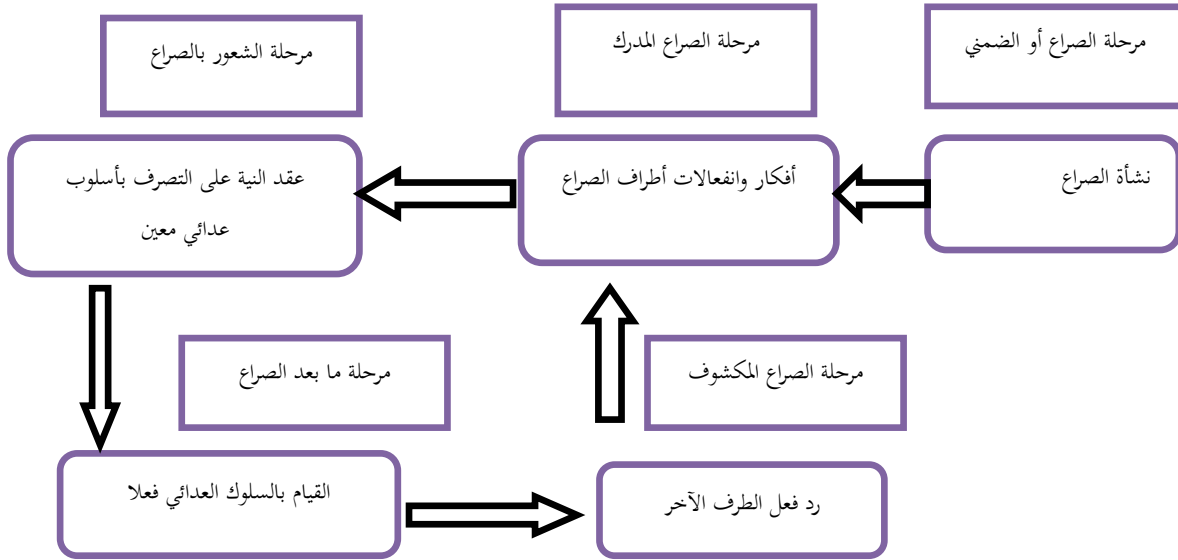 مرحلة الصراع أو الضمني
مرحلة الصراع المدرك
مرحلة الشعور بالصراع
نشأة الصراع
أفكار وانفعالات أطراف الصراع
عقد النية على التصرف بأسلوب
عدائي معين
مرحلة الصراع المكشوف
مرحلة ما بعد الصراع
رد فعل الطرف الآخر
القيام بالسلوك العدائي فعلا